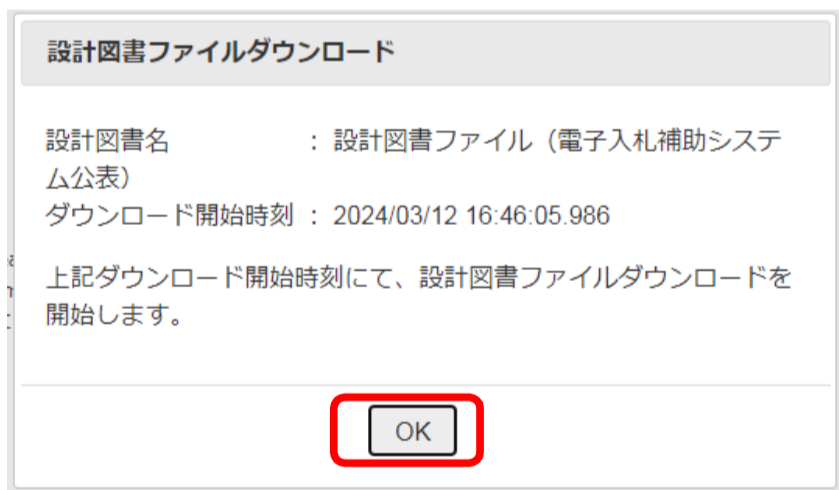 設計図書ファイルダウンロード
設計図書名 : 設計図書ファイル（電子入札補助システ
ム公表）
ダウンロード開始時刻 : 2024/03/12 16:46:05.986
上記ダウンロード開始時刻にて、設計図書ファイルダウンロードを
開始します。
OK